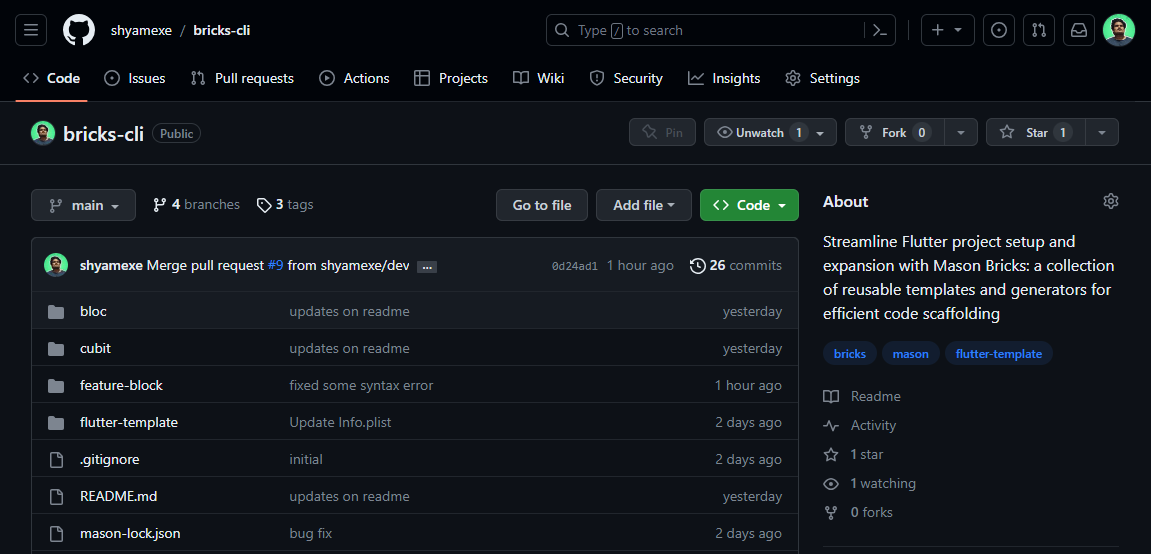 shyamexe / bricks-cli
Type / to search
Code Issues Pull requests Actions Projects Wiki Security Insights Settings
bricks-cli Public
Pin Unwatch 1 Fork 0 Star 1
main 4 branches 3 tags Go to file Add file Code
shyamexe Merge pull request #9 from shyamexe/dev ... 0d24ad1 1 hour ago 26 commits
bloc updates on readme yesterday
cubit updates on readme yesterday
feature-block fixed some syntax error 1 hour ago
flutter-template Update Info.plist 2 days ago
.gitignore initial 2 days ago
README.md updates on readme yesterday
mason-lock.json bug fix 2 days ago
About
Streamline Flutter project setup and
expansion with Mason Bricks: a collection
of reusable templates and generators for
efficient code scaffolding
bricks mason flutter-template
Readme
Activity
1 star
1 watching
0 forks